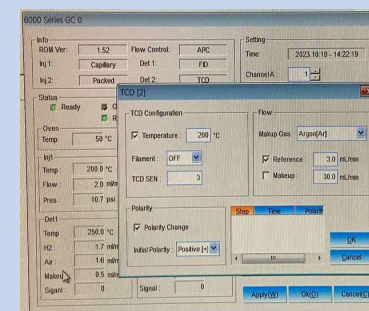 6000 Series GC 0
Info
ROM Ver: 1.52 Flow Control: APC
Inj 1: Capillary Det 1: FID
Inj 2: Packed Det 2: TCD
Setting
Time: 2023.10.10 - 14:22:19
Channel A : 1
Status
Ready G
R
Oven
Temp: 50 °C
Inj1
Temp : 200.0 °C
Flow : 2.0 ml/m
Pres : 10.7 psi
Det1
Temp : 250.0 °C
H2 : 1.7 ml/m
Air : 1.6 ml/m
Makeu 0.5 ml/m
Siganl : 0 Signal : 0
TCD [2]
TCD Configuration
Temperature : 200 °C
Filament : OFF
TCD SEN : 3
Flow
Makup Gas Argon[Ar]
Reference : 3.0 mL/min
Makeup : 30.0 mL/min
Polarity
Polarity Change
Initial Polarity : Positive [+]
Step Time Polarit
OK
Cancel
Apply(W) Ok(O) Cancel(C